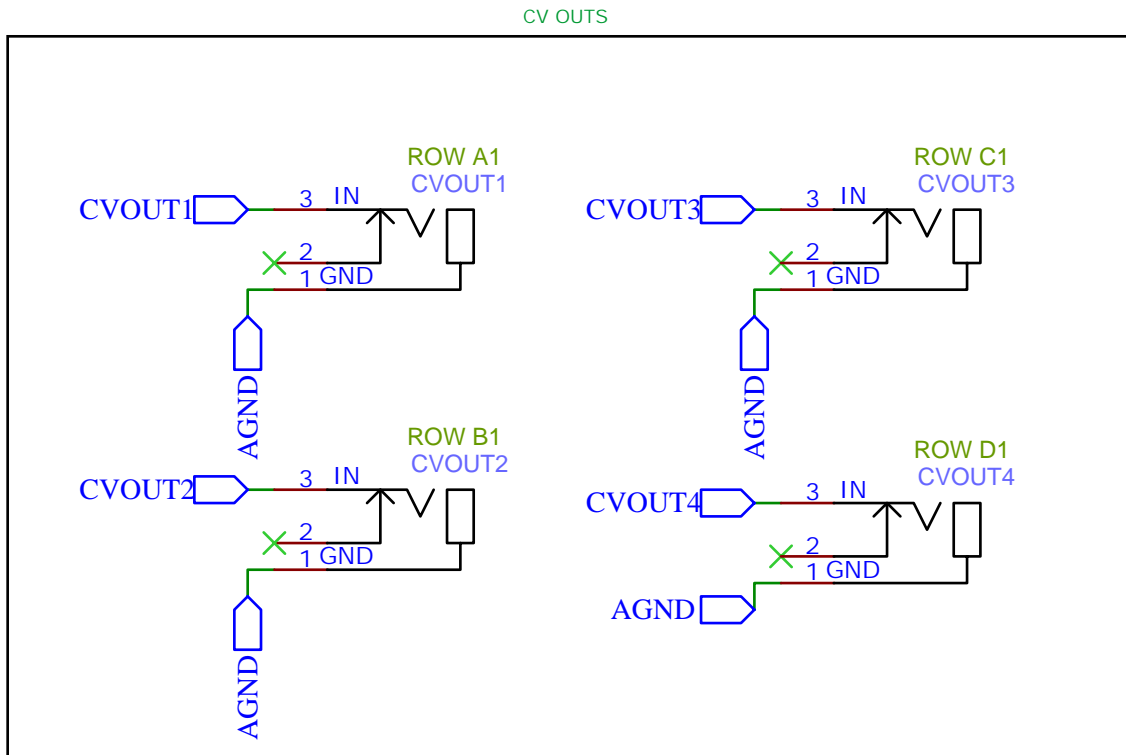 CV OUTS
ROW A1
CVOUT1
CVOUT1
3 IN
2
1 GND
AGND
ROW C1
CVOUT3
CVOUT3
3 IN
2
1 GND
AGND
ROW B1
CVOUT2
CVOUT2
3 IN
2
1 GND
AGND
ROW D1
CVOUT4
CVOUT4
3 IN
2
1 GND
AGND